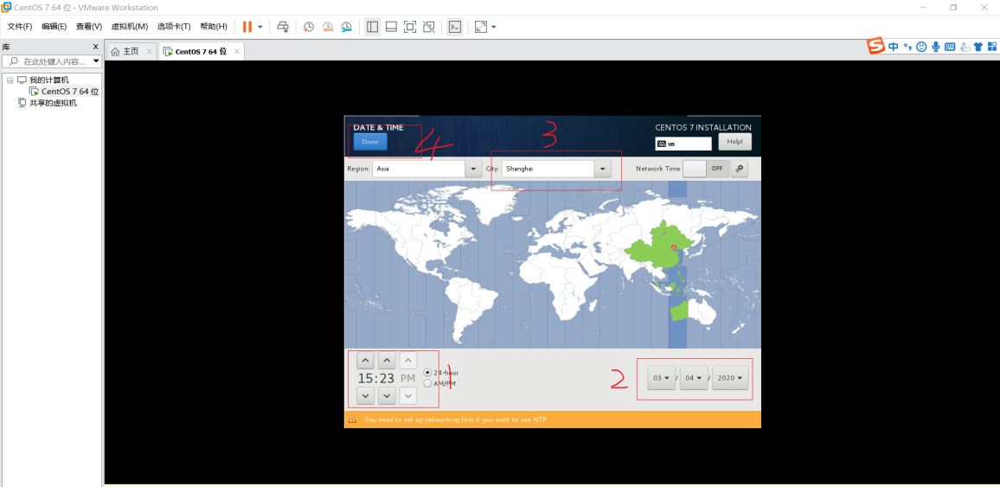 CentOS 7 64 位 - VMware Workstation
文件(F) 编辑(E) 查看(V) 虚拟机(M) 选项卡(T) 帮助(H)
库 X
在此处键入内容...
我的计算机
CentOS 7 64 位
共享的虚拟机
主页 × CentOS 7 64 位 ×
中
DATE & TIME
Done
4
3
CENTOS 7 INSTALLATION
us
Help!
Region: Asia City: Shanghai Network Time OFF
15:23 PM
24-hour
AM/PM
1
2
03 / 04 / 2020
You need to set up networking first if you want to use NTP